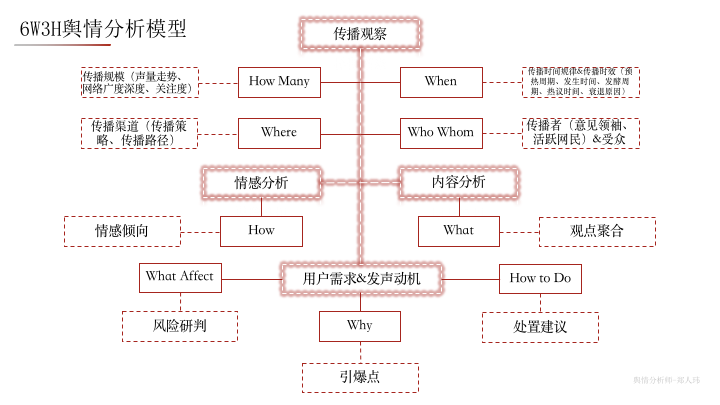 6W3H舆情分析模型
传播观察
传播规模（声量走势、
网络广度深度、关注度）
How Many
When
传播时间规律&传播时效（预
热周期、发生时间、发酵周
期、热议时间、衰退原因）
传播渠道（传播策
略、传播路径）
Where
Who Whom
传播者（意见领袖、
活跃网民）&受众
情感分析
内容分析
情感倾向
How
What
观点聚合
What Affect
用户需求&发声动机
How to Do
风险研判
Why
处置建议
引爆点